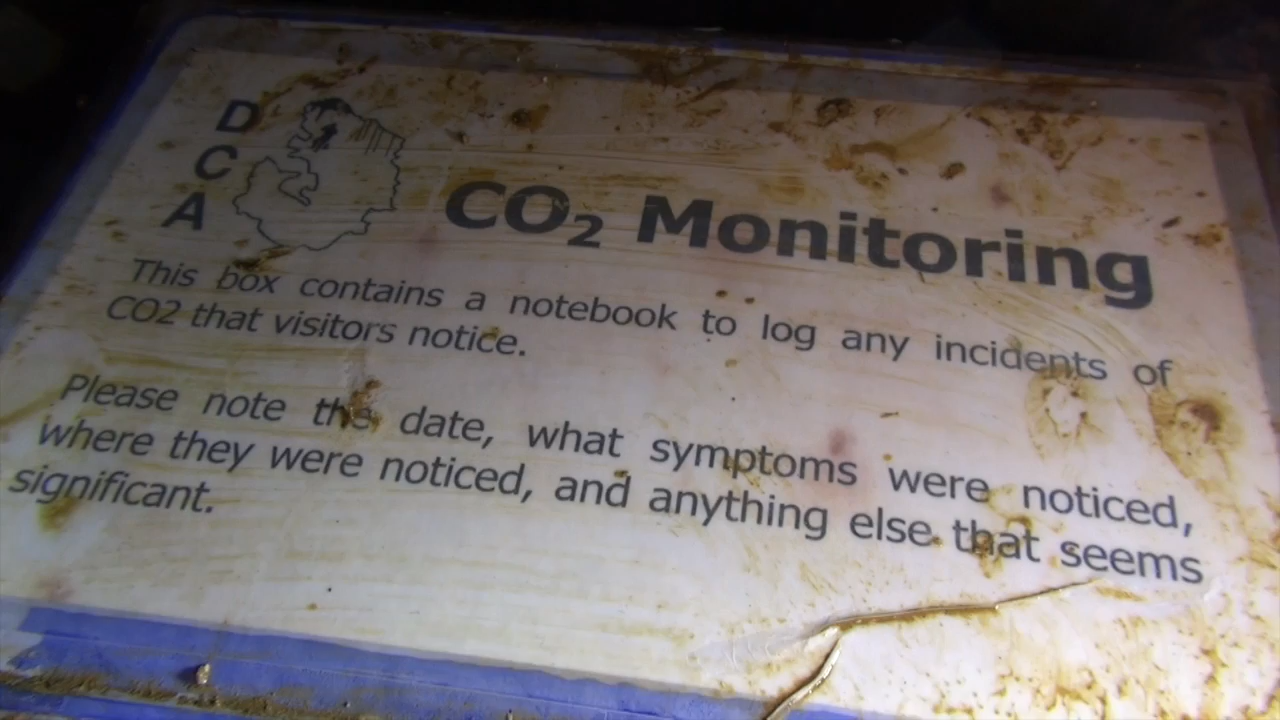 D
C
A
CO₂ Monitoring
This box contains a notebook to log any incidents of
CO2 that visitors notice.
Please note the date, what symptoms were noticed,
where they were noticed, and anything else that seems
significant.